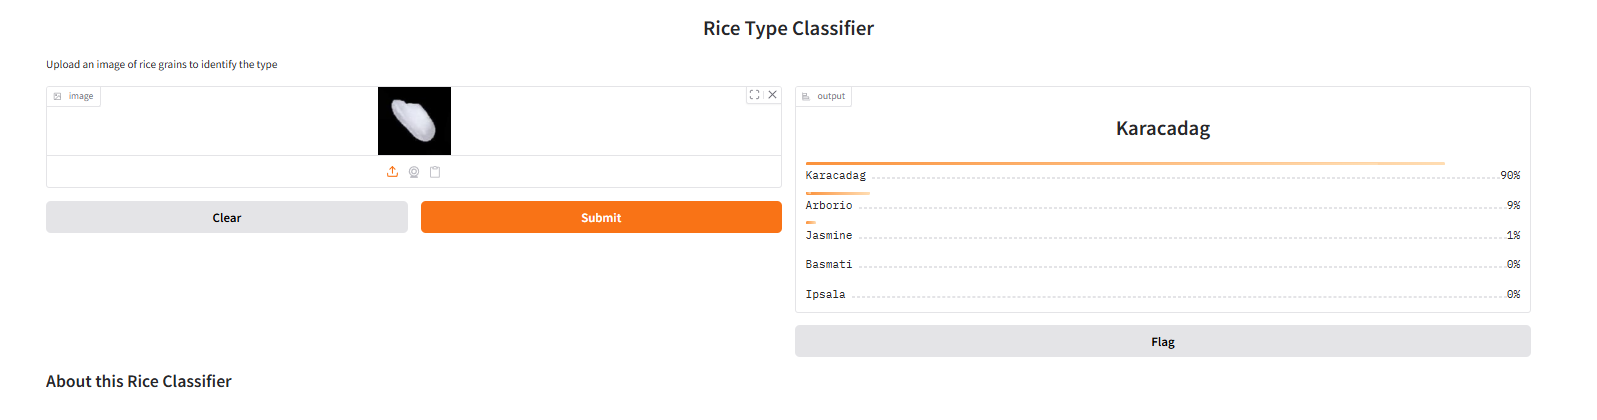 Rice Type Classifier
Upload an image of rice grains to identify the type
image
Clear
Submit
output
Karacadag
Karacadag 90%
Arborio 9%
Jasmine 1%
Basmati 0%
Ipsala 0%
Flag
About this Rice Classifier